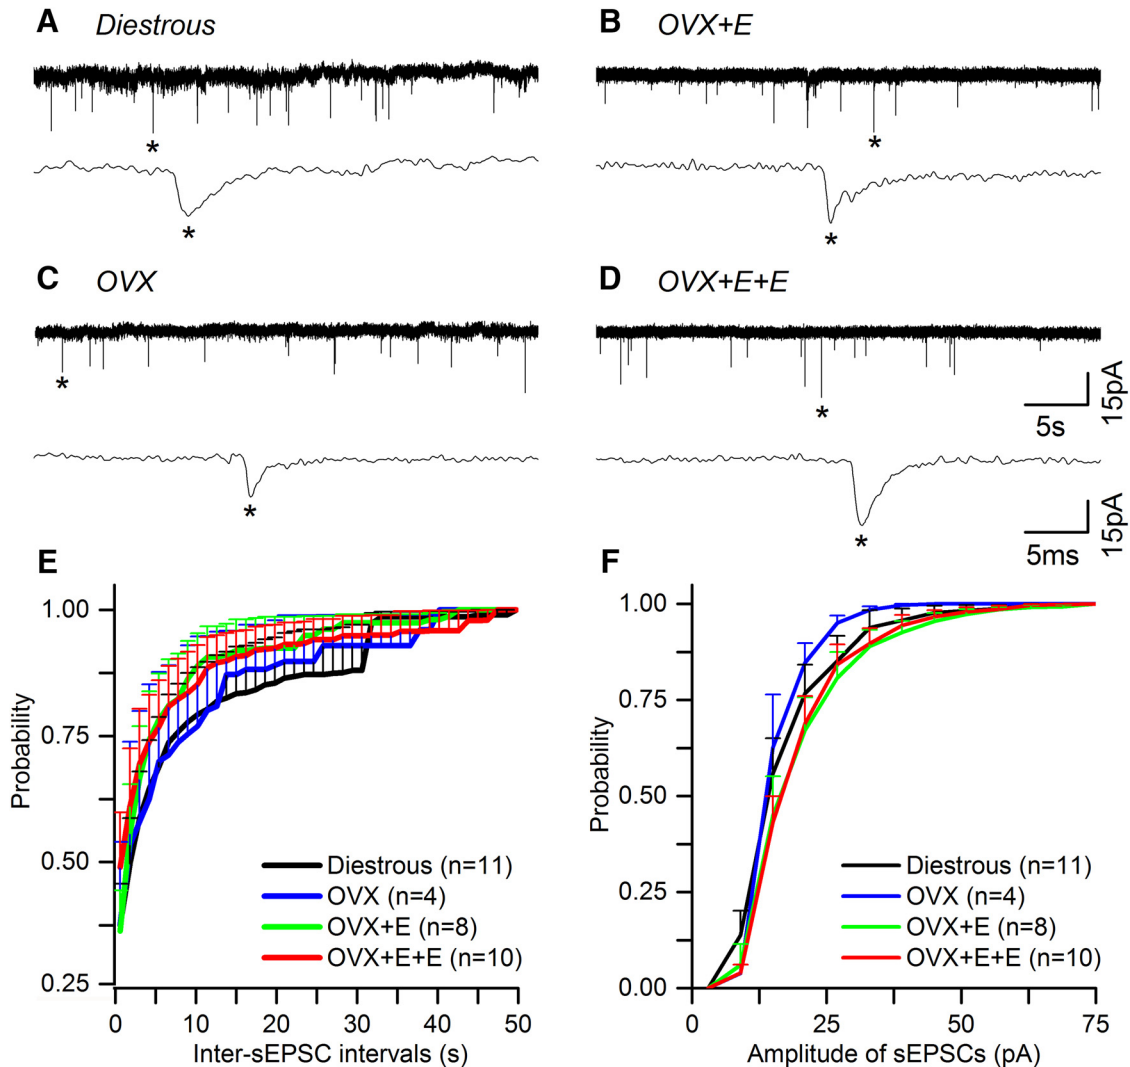 A Diestrous
B OVX+E
*
*
*
*
C OVX
D OVX+E+E
*
*
5s
15pA
*
*
5ms
15pA
E
1.00
0.75
0.50
0.25
Probability
0 10 20 30 40 50
Inter-sEPSC intervals (s)
Diestrous (n=11)
OVX (n=4)
OVX+E (n=8)
OVX+E+E (n=10)
F
1.00
0.75
0.50
0.25
0.00
Probability
0 25 50 75
Amplitude of sEPSCs (pA)
Diestrous (n=11)
OVX (n=4)
OVX+E (n=8)
OVX+E+E (n=10)